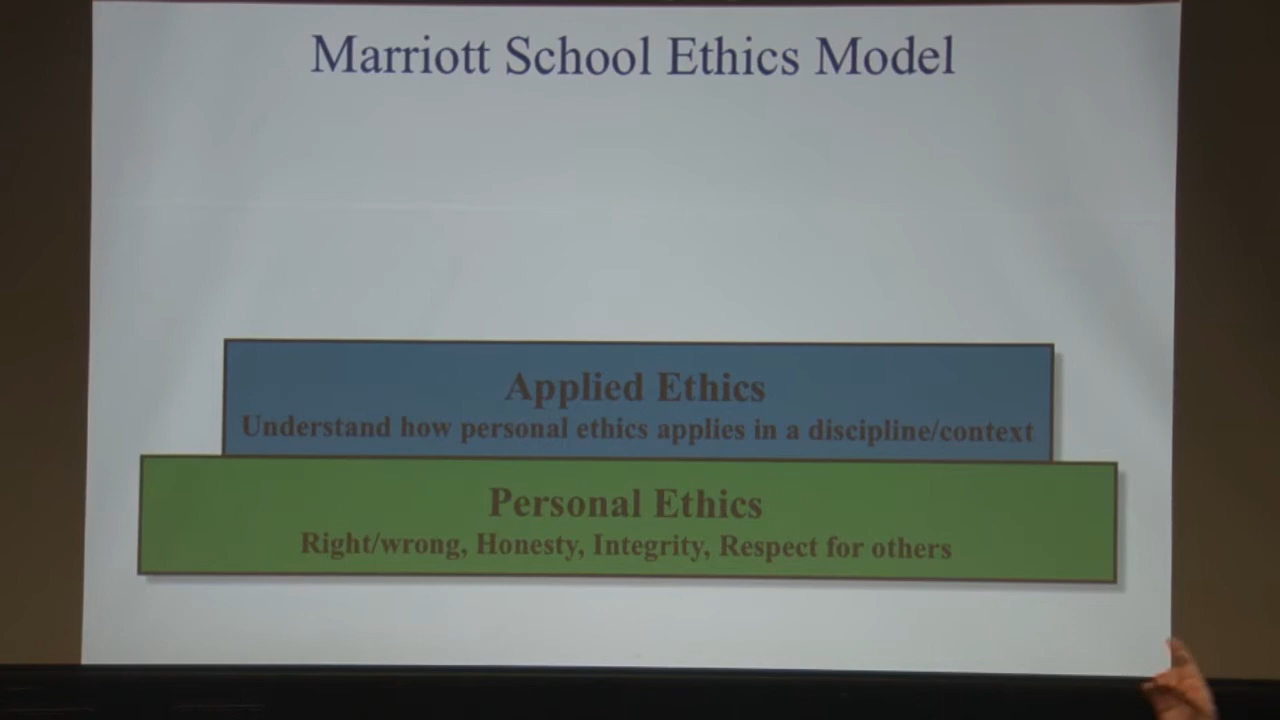 Marriott School Ethics Model
Applied Ethics
Understand how personal ethics applies in a discipline/context
Personal Ethics
Right/wrong, Honesty, Integrity, Respect for others